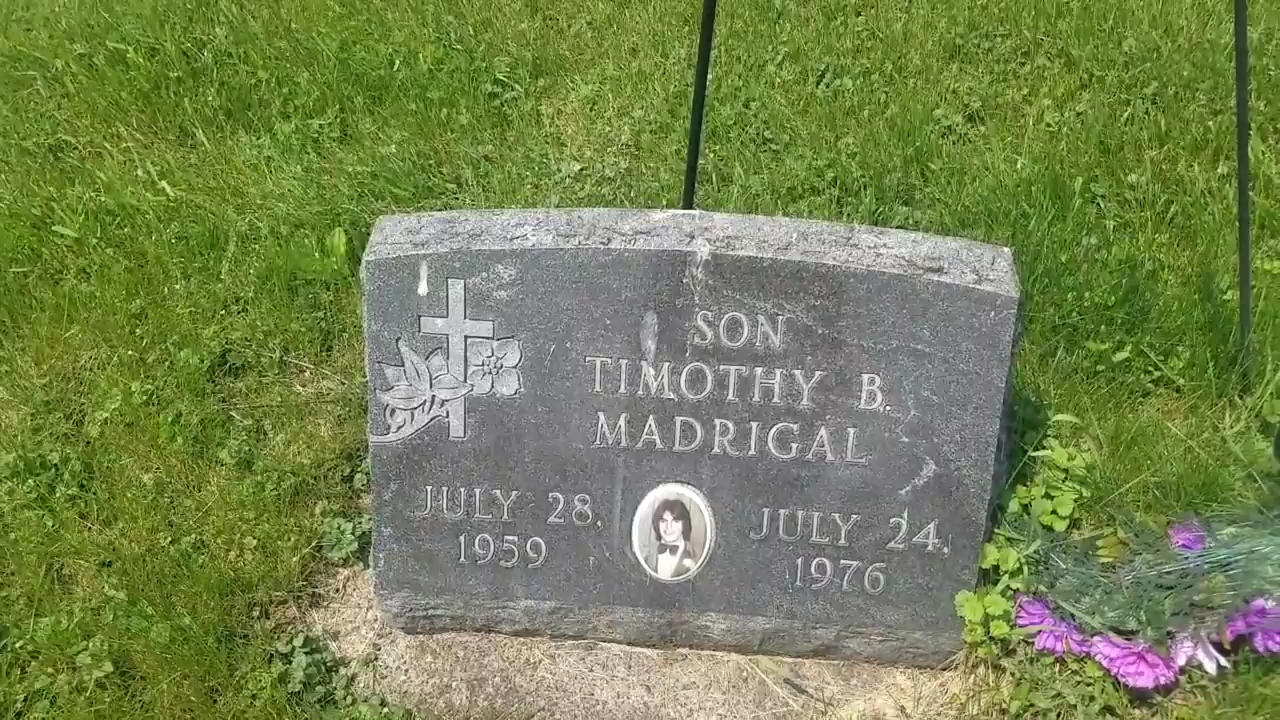 SON
TIMOTHY B.
MADRIGAL
JULY 28,
1959
JULY 24,
1976